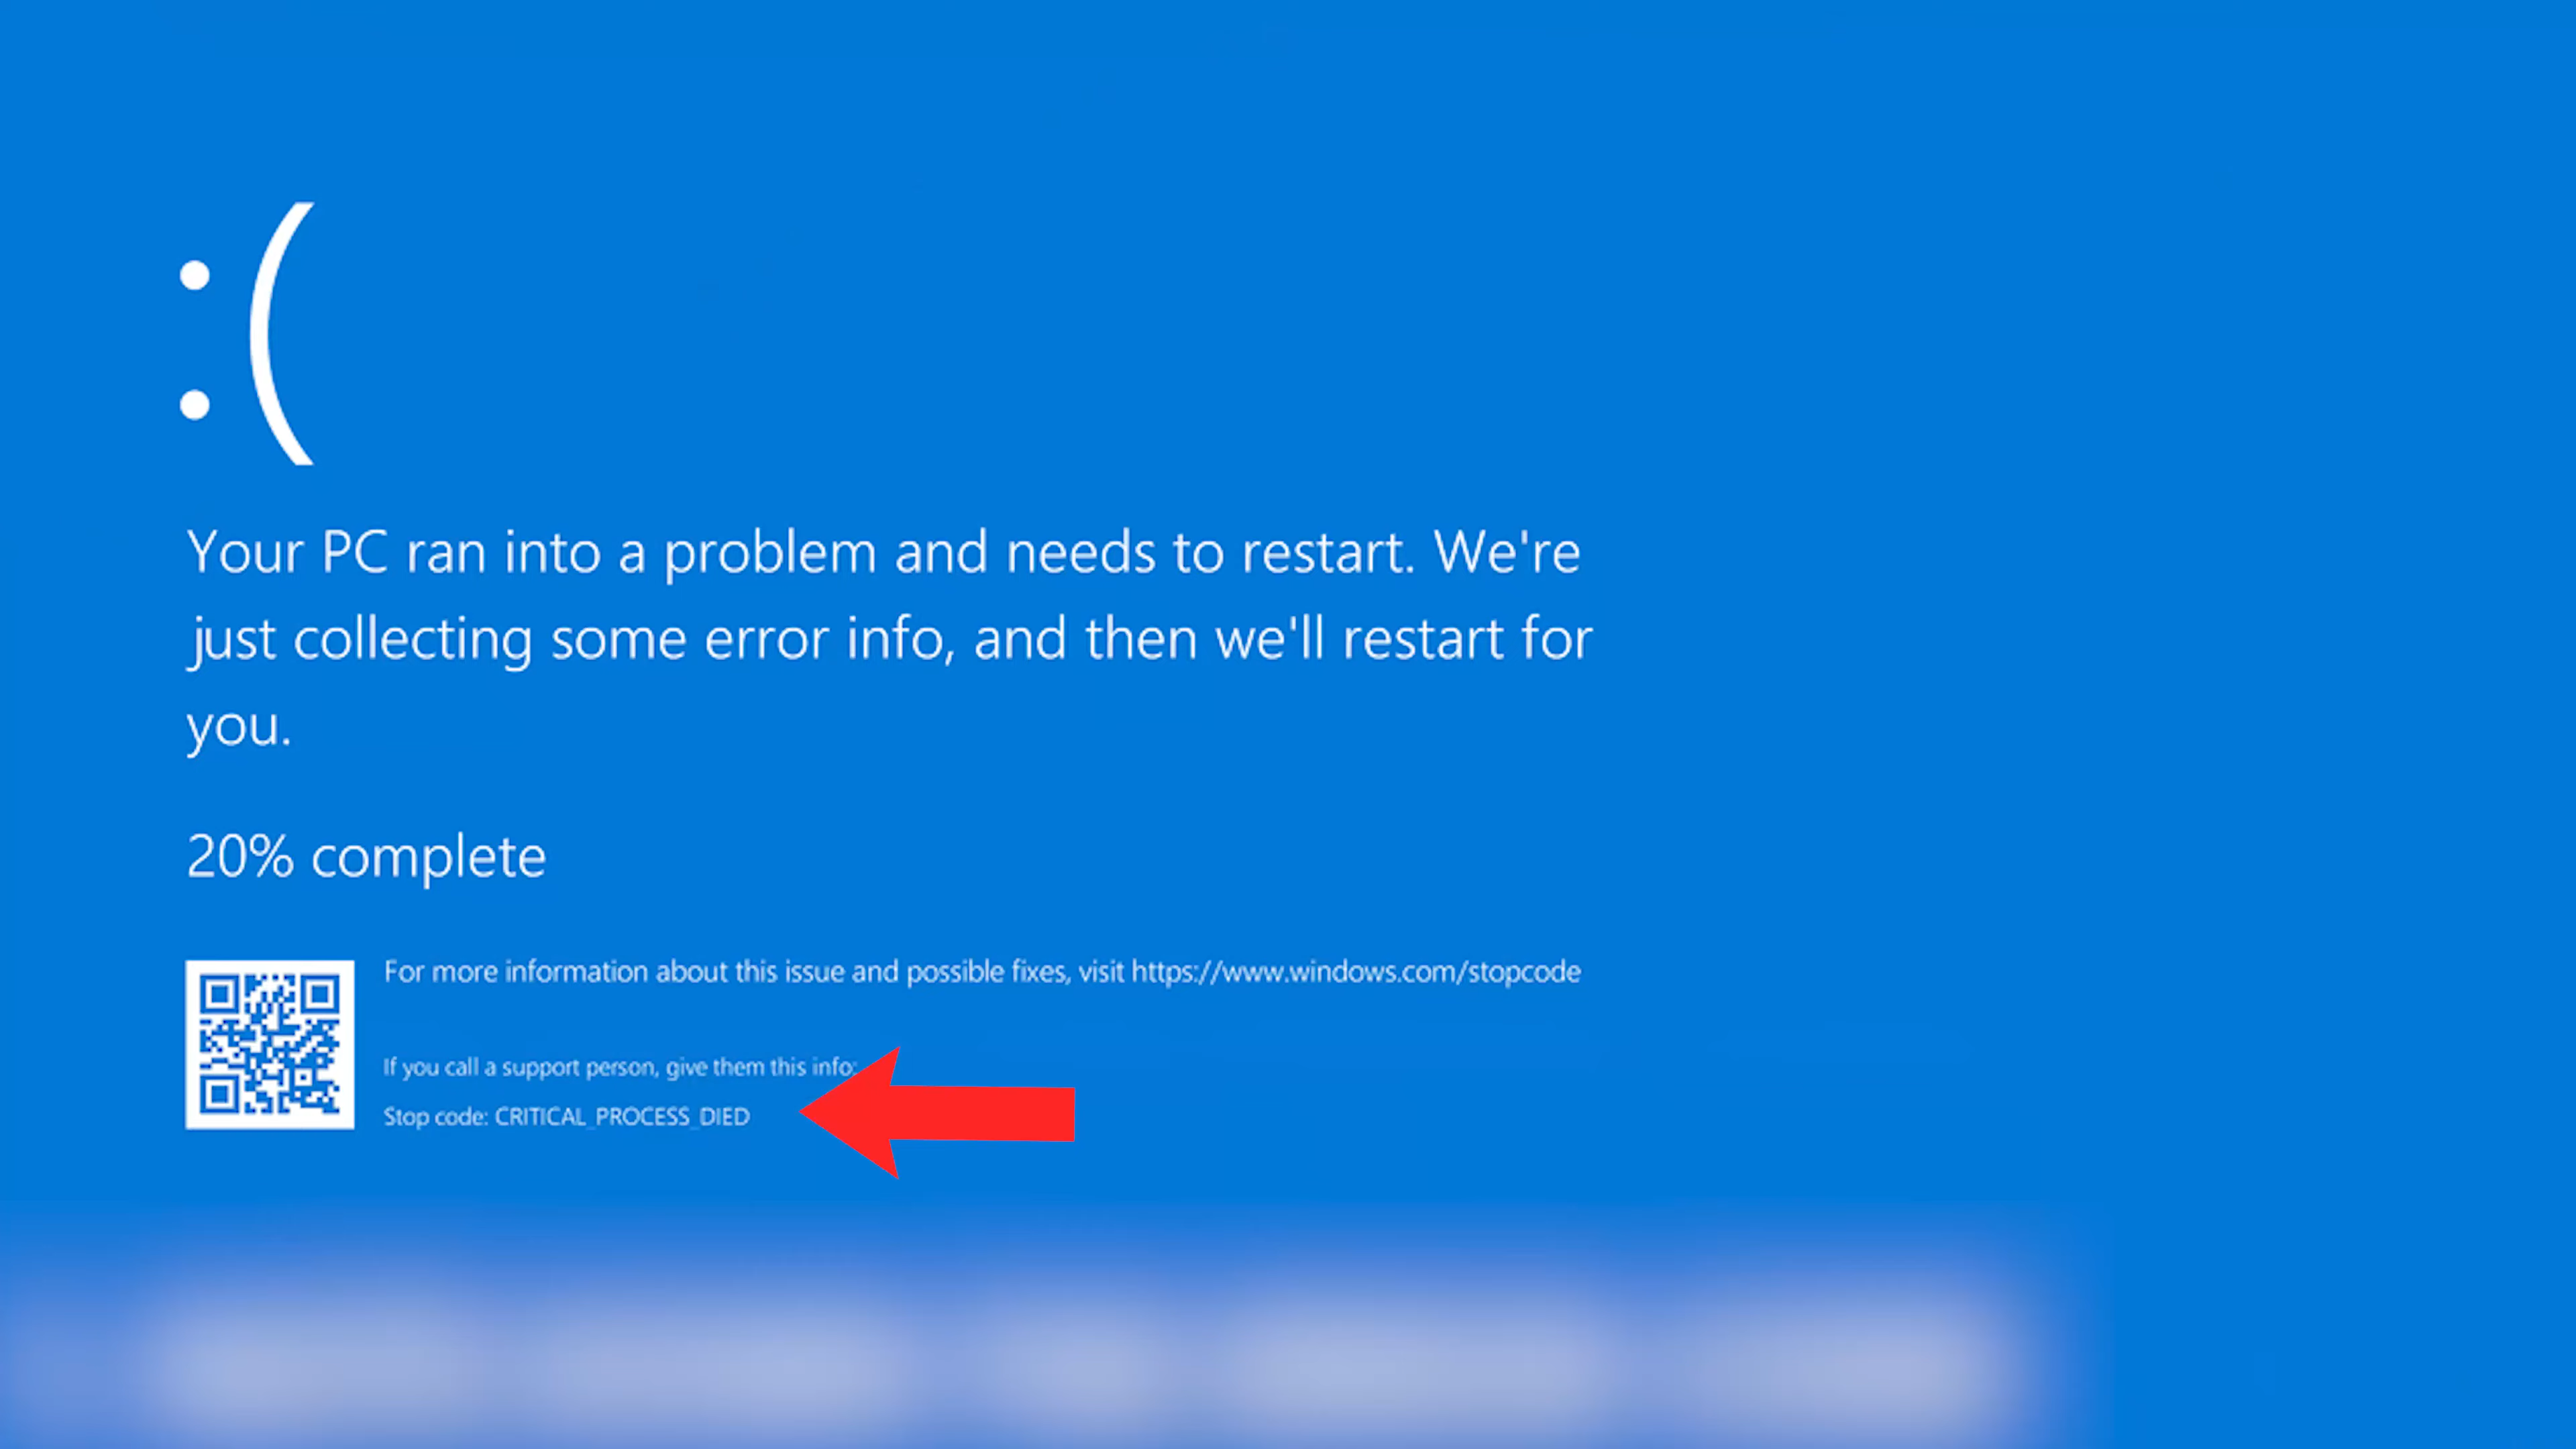 :(
Your PC ran into a problem and needs to restart. We're
just collecting some error info, and then we'll restart for
you.
20% complete
For more information about this issue and possible fixes, visit https://www.windows.com/stopcode
If you call a support person, give them this info:
Stop code: CRITICAL_PROCESS_DIED